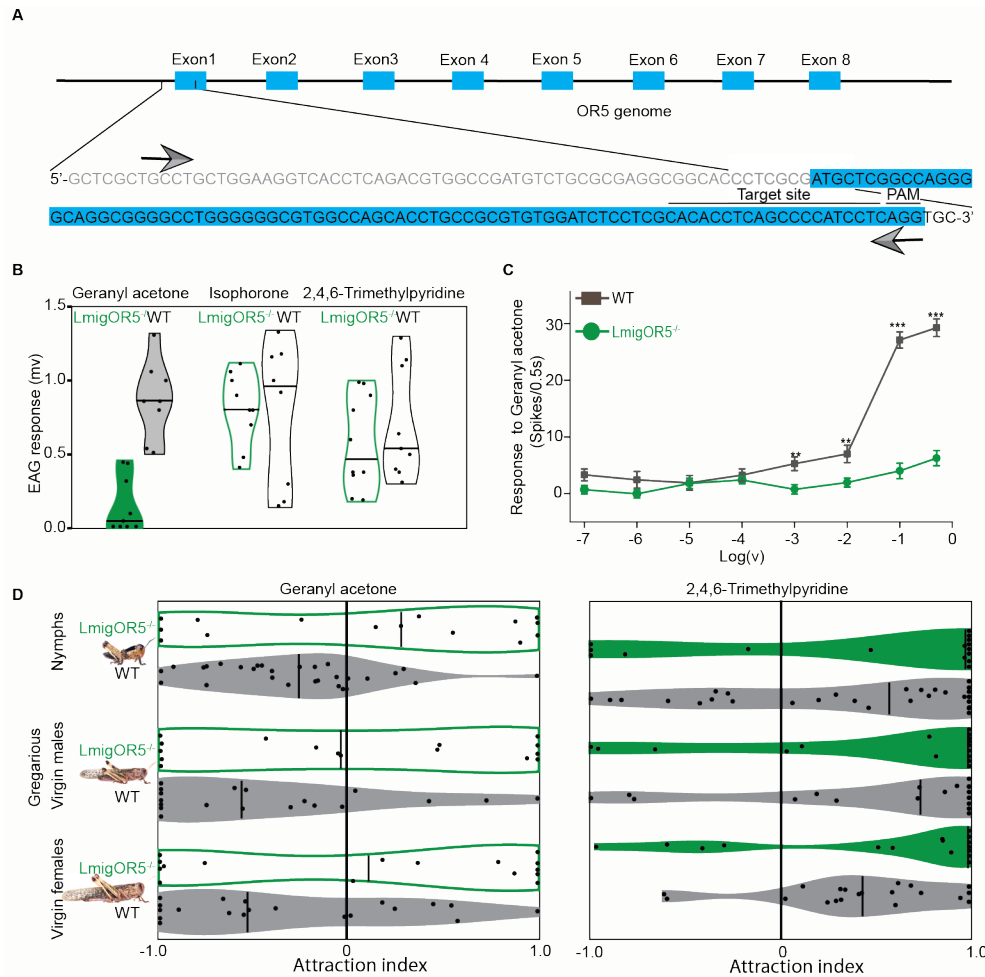 A
Exon1 Exon2 Exon3 Exon 4 Exon 5 Exon 6 Exon 7 Exon 8
OR5 genome
5'-GCTCGCTGCCTGCTGGAAGGTCACCTCAGACGTGGCCGATGTCTGCGCGAGGCGGCACCCTCGCGATGCTCGGCCAGGG
Target site PAM
GCAGGCGGGGCCTGGGGGGCGTGGCCAGCACCTGCCGCGTGTGGATCTCCTCGCACACCTCAGCCCCATCCTCAGGTGC-3'
B
Geranyl acetone Isophorone 2,4,6-Trimethylpyridine
LmigOR5-/- WT LmigOR5-/- WT LmigOR5-/- WT
EAG response (mv)
1.5
1.0
0.5
0.0
C
WT
LmigOR5-/-
Response to Geranyl acetone
(Spikes/0.5s)
30
20
10
0
*** ***
** **
-7 -6 -5 -4 -3 -2 -1 0
Log(v)
D
Geranyl acetone 2,4,6-Trimethylpyridine
Gregarious
Nymphs
LmigOR5-/-
WT
Virgin males
LmigOR5-/-
WT
Virgin females
LmigOR5-/-
WT
-1.0 0 1.0 -1.0 -0 1.0
Attraction index Attraction index